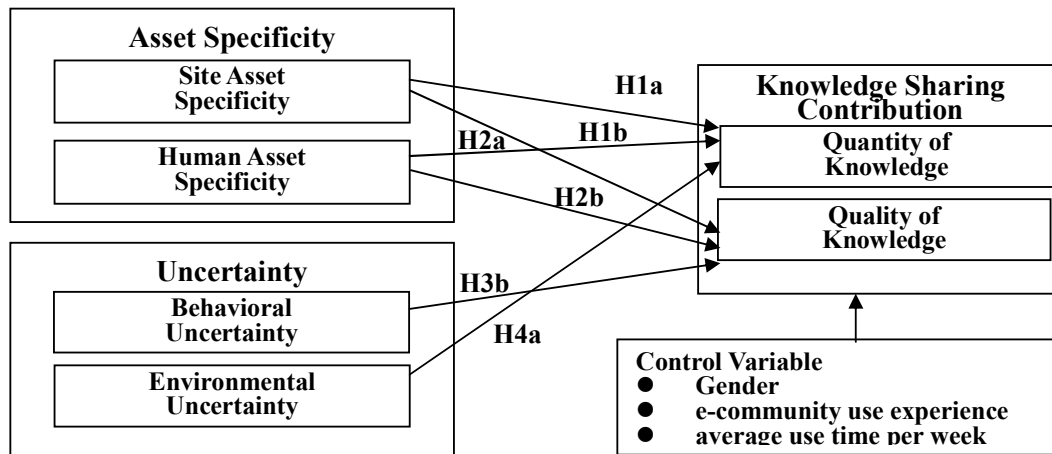 Asset Specificity
Site Asset
Specificity
Human Asset
Specificity
Uncertainty
Behavioral
Uncertainty
Environmental
Uncertainty
H1a
H1b
H2a
H2b
H3b
H4a
Knowledge Sharing
Contribution
Quantity of
Knowledge
Quality of
Knowledge
Control Variable
● Gender
● e-community use experience
● average use time per week